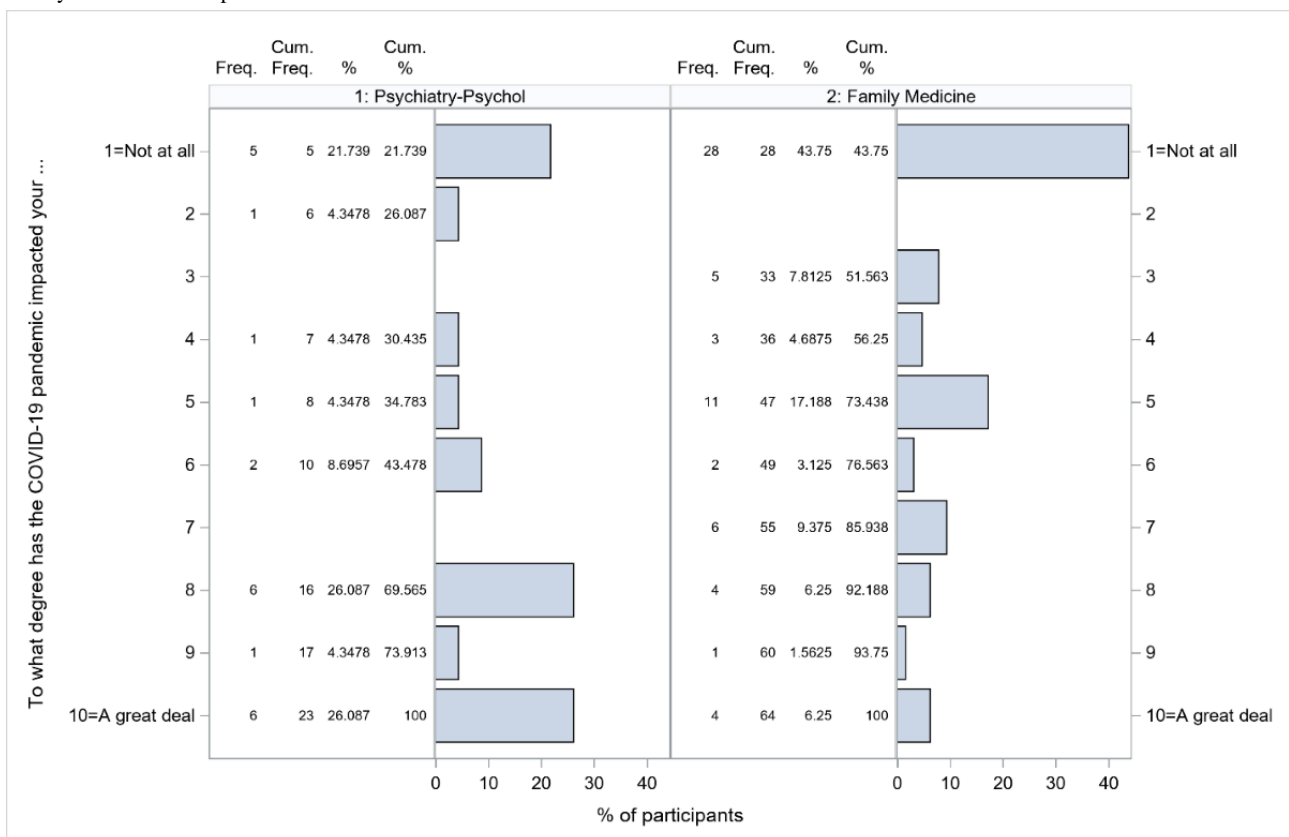 Cum. Cum. Cum. Cum.
Freq. Freq. % % Freq. Freq. % %
1: Psychiatry-Psychol 2: Family Medicine
1=Not at all 5 5 21.739 21.739 28 28 43.75 43.75 1=Not at all
2 1 6 4.3478 26.087 2
3 5 33 7.8125 51.563 3
4 1 7 4.3478 30.435 3 36 4.6875 56.25 4
5 1 8 4.3478 34.783 11 47 17.188 73.438 5
6 2 10 8.6957 43.478 2 49 3.125 76.563 6
7 6 55 9.375 85.938 7
8 6 16 26.087 69.565 4 59 6.25 92.188 8
9 1 17 4.3478 73.913 1 60 1.5625 93.75 9
10=A great deal 6 23 26.087 100 4 64 6.25 100 10=A great deal
0 10 20 30 40 0 10 20 30 40
% of participants
To what degree has the COVID-19 pandemic impacted your ...